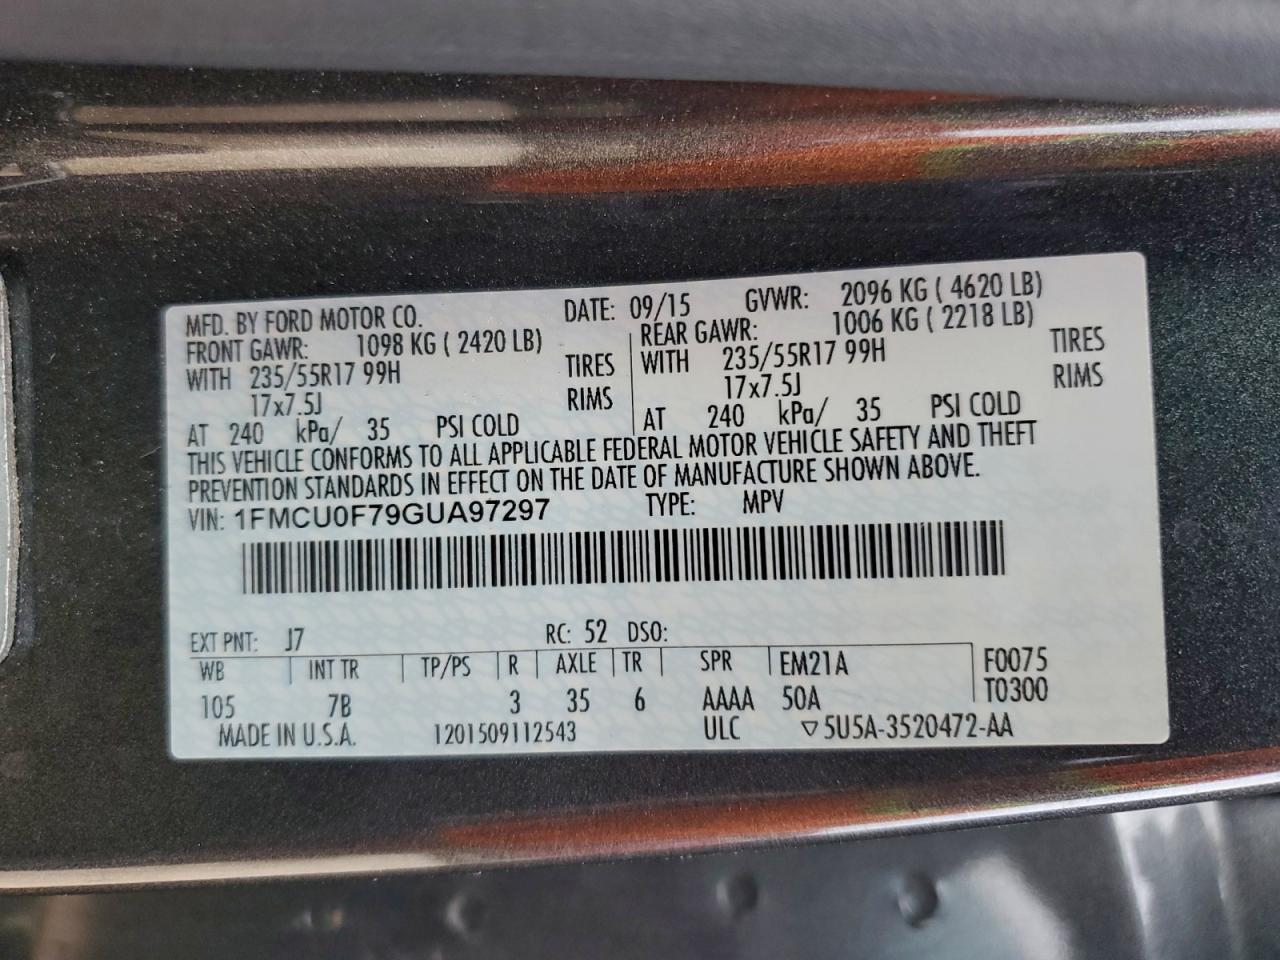 MFD. BY FORD MOTOR CO. DATE: 09/15 GVWR: 2096 KG ( 4620 LB)
FRONT GAWR: 1098 KG ( 2420 LB) REAR GAWR: 1006 KG ( 2218 LB)
WITH 235/55R17 99H TIRES WITH 235/55R17 99H TIRES
17x7.5J RIMS 17x7.5J RIMS
AT 240 kPa/ 35 PSI COLD AT 240 kPa/ 35 PSI COLD
THIS VEHICLE CONFORMS TO ALL APPLICABLE FEDERAL MOTOR VEHICLE SAFETY AND THEFT
PREVENTION STANDARDS IN EFFECT ON THE DATE OF MANUFACTURE SHOWN ABOVE.
VIN: 1FMCU0F79GUA97297 TYPE: MPV
EXT PNT: J7 RC: 52 DSO:
WB INT TR TP/PS R AXLE TR SPR EM21A F0075
105 7B 3 35 6 AAAA 50A T0300
MADE IN U.S.A. 1201509112543 ULC ▽5U5A-3520472-AA